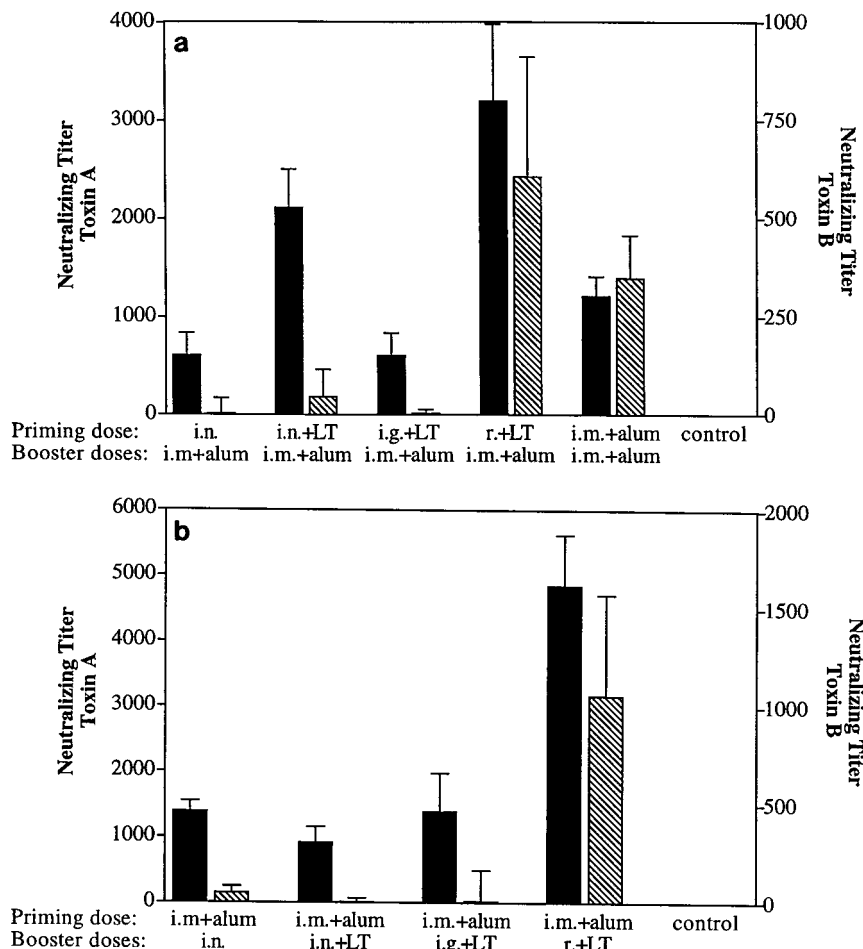 a
4000
3000
2000
1000
0
Neutralizing Titer
Toxin A
1000
750
500
250
0
Neutralizing Titer
Toxin B
Priming dose: i.n. i.n.+LT i.g.+LT r.+LT i.m.+alum control
Booster doses: i.m+alum i.m.+alum i.m.+alum i.m.+alum i.m.+alum
b
6000
5000
4000
3000
2000
1000
0
Neutralizing Titer
Toxin A
2000
1500
1000
500
0
Neutralizing Titer
Toxin B
Priming dose: i.m+alum i.m.+alum i.m.+alum i.m.+alum control
Booster doses: i.n. i.n.+LT i.g.+LT r.+LT